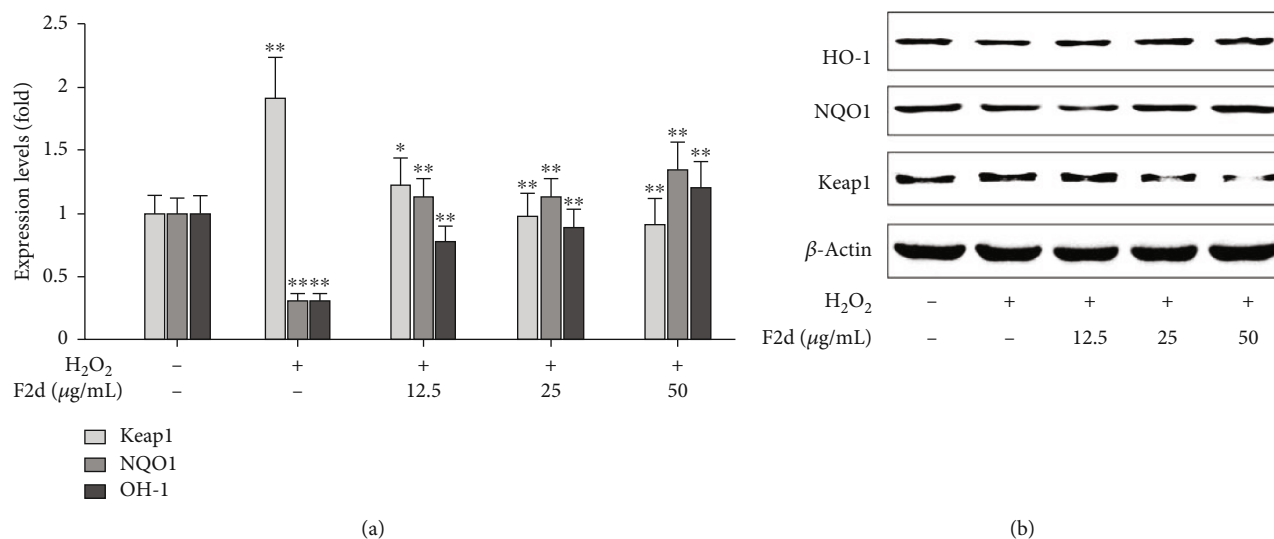 2.5
2
1.5
1
0.5
0
Expression levels (fold)
**
****
*
**
**
**
**
**
**
**
**
H₂O₂ – + + + +
F2d (μg/mL) – – 12.5 25 50
Keap1
NQO1
OH-1
(a)
HO-1
NQO1
Keap1
β-Actin
H₂O₂ – + + + +
F2d (μg/mL) – – 12.5 25 50
(b)